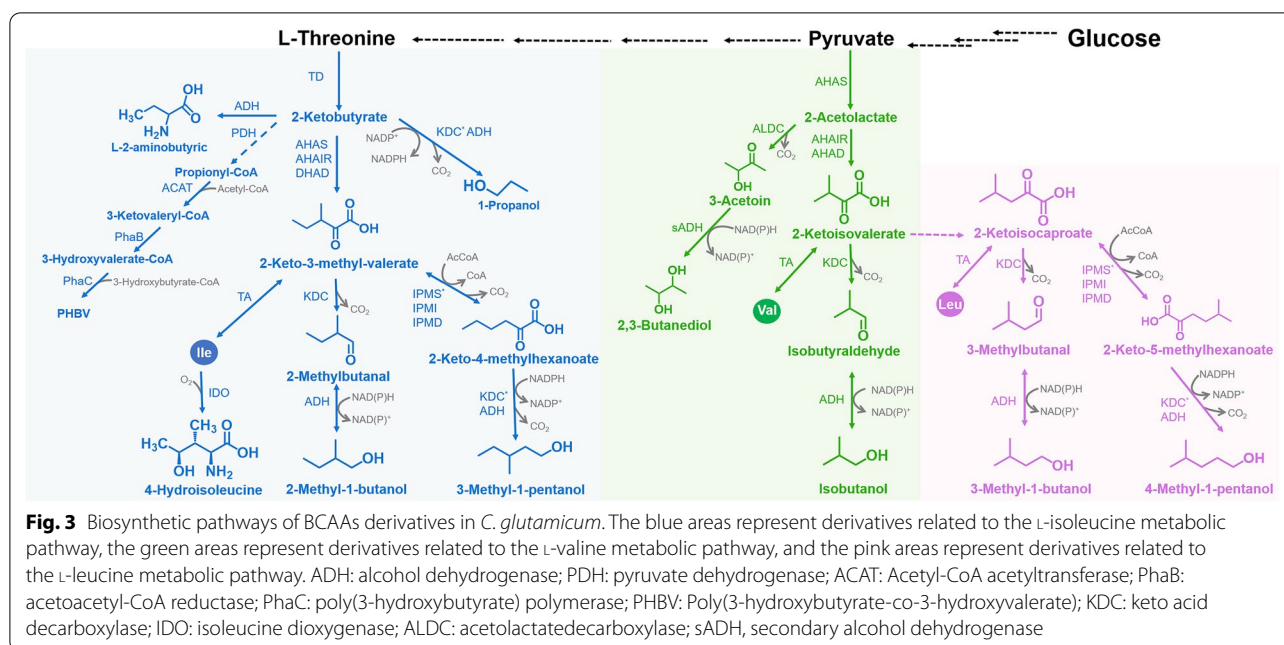 L-Threonine
Pyruvate
Glucose
TD
AHAS
OH
H₃C
O
H₂N
L-2-aminobutyric
ADH
PDH
2-Ketobutyrate
NADP⁺
NADPH
KDC* ADH
CO₂
HO
1-Propanol
AHAS
AHAIR
DHAD
Propionyl-CoA
ACAT
Acetyl-CoA
3-Ketovaleryl-CoA
PhaB
3-Hydroxyvalerate-CoA
PhaC
3-Hydroxybutyrate-CoA
PHBV
O
OH
O
2-Keto-3-methyl-valerate
TA
KDC
CO₂
AcCoA
CoA
CO₂
IPMS*
IPMI
IPMD
Ile
O₂
IDO
CH₃
H₃C
O
OH
OH
NH₂
4-Hydroisoleucine
O
2-Methylbutanal
ADH
NAD(P)H
NAD(P)⁺
OH
2-Methyl-1-butanol
O
OH
O
2-Keto-4-methylhexanoate
KDC*
ADH
NADPH
NADP⁺
CO₂
OH
3-Methyl-1-pentanol
2-Acetolactate
ALDC
CO₂
AHAIR
AHAD
O
OH
3-Acetoin
sADH
NAD(P)H
NAD(P)⁺
OH
OH
2,3-Butanediol
O
OH
O
2-Ketoisovalerate
TA
KDC
CO₂
Val
O
Isobutyraldehyde
ADH
NAD(P)H
NAD(P)⁺
OH
Isobutanol
O
OH
O
2-Ketoisocaproate
TA
KDC
CO₂
AcCoA
CoA
CO₂
IPMS*
IPMI
IPMD
Leu
O
3-Methylbutanal
ADH
NAD(P)H
NAD(P)⁺
OH
3-Methyl-1-butanol
O
HO
O
2-Keto-5-methylhexanoate
NADPH
NADP⁺
CO₂
KDC*
ADH
OH
4-Methyl-1-pentanol
Fig. 3 Biosynthetic pathways of BCAAs derivatives in C. glutamicum. The blue areas represent derivatives related to the L-isoleucine metabolic
pathway, the green areas represent derivatives related to the L-valine metabolic pathway, and the pink areas represent derivatives related to
the L-leucine metabolic pathway. ADH: alcohol dehydrogenase; PDH: pyruvate dehydrogenase; ACAT: Acetyl-CoA acetyltransferase; PhaB:
acetoacetyl-CoA reductase; PhaC: poly(3-hydroxybutyrate) polymerase; PHBV: Poly(3-hydroxybutyrate-co-3-hydroxyvalerate); KDC: keto acid
decarboxylase; IDO: isoleucine dioxygenase; ALDC: acetolactatedecarboxylase; sADH, secondary alcohol dehydrogenase